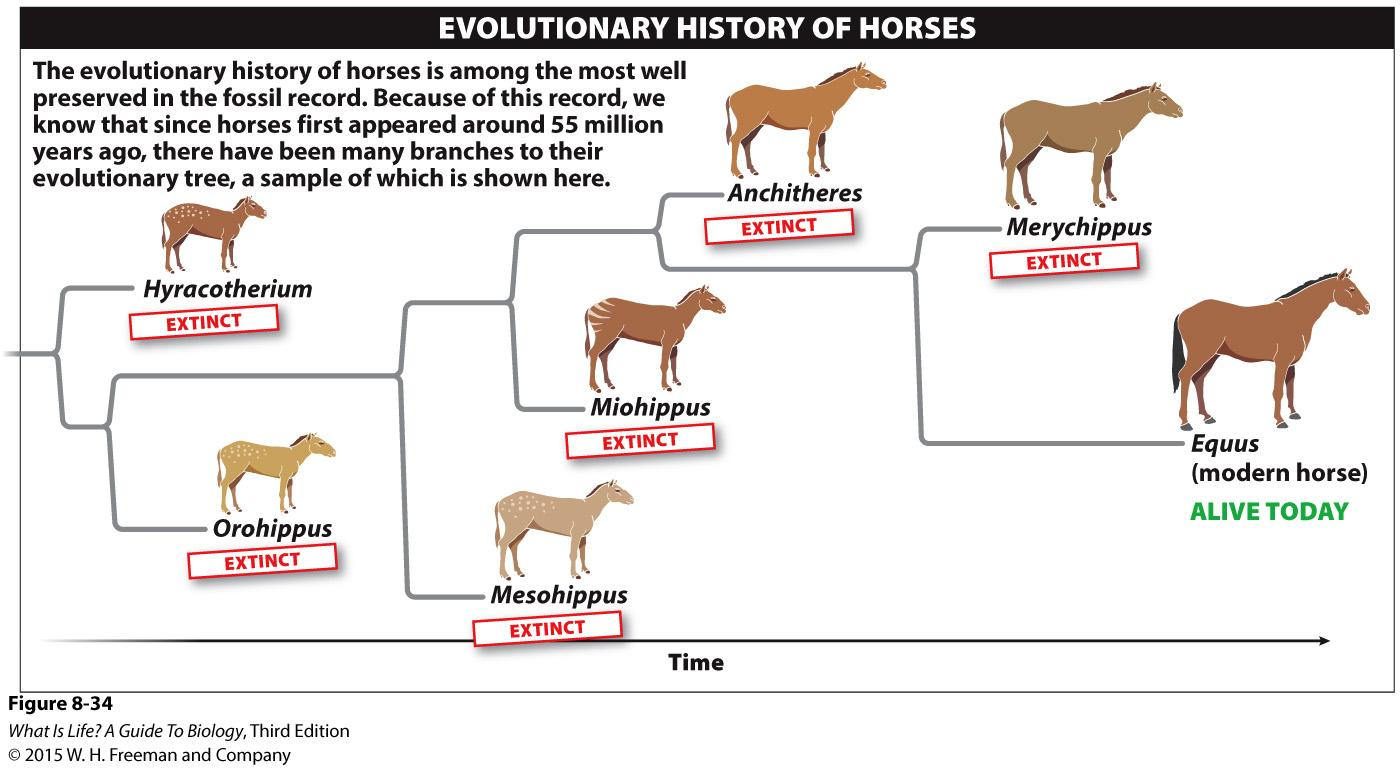 EVOLUTIONARY HISTORY OF HORSES
The evolutionary history of horses is among the most well
preserved in the fossil record. Because of this record, we
know that since horses first appeared around 55 million
years ago, there have been many branches to their
evolutionary tree, a sample of which is shown here.
Anchitheres
EXTINCT
Merychippus
EXTINCT
Hyracotherium
EXTINCT
Miohippus
EXTINCT
Equus
(modern horse)
ALIVE TODAY
Orohippus
EXTINCT
Mesohippus
EXTINCT
Time
Figure 8-34
What Is Life? A Guide To Biology, Third Edition
© 2015 W. H. Freeman and Company